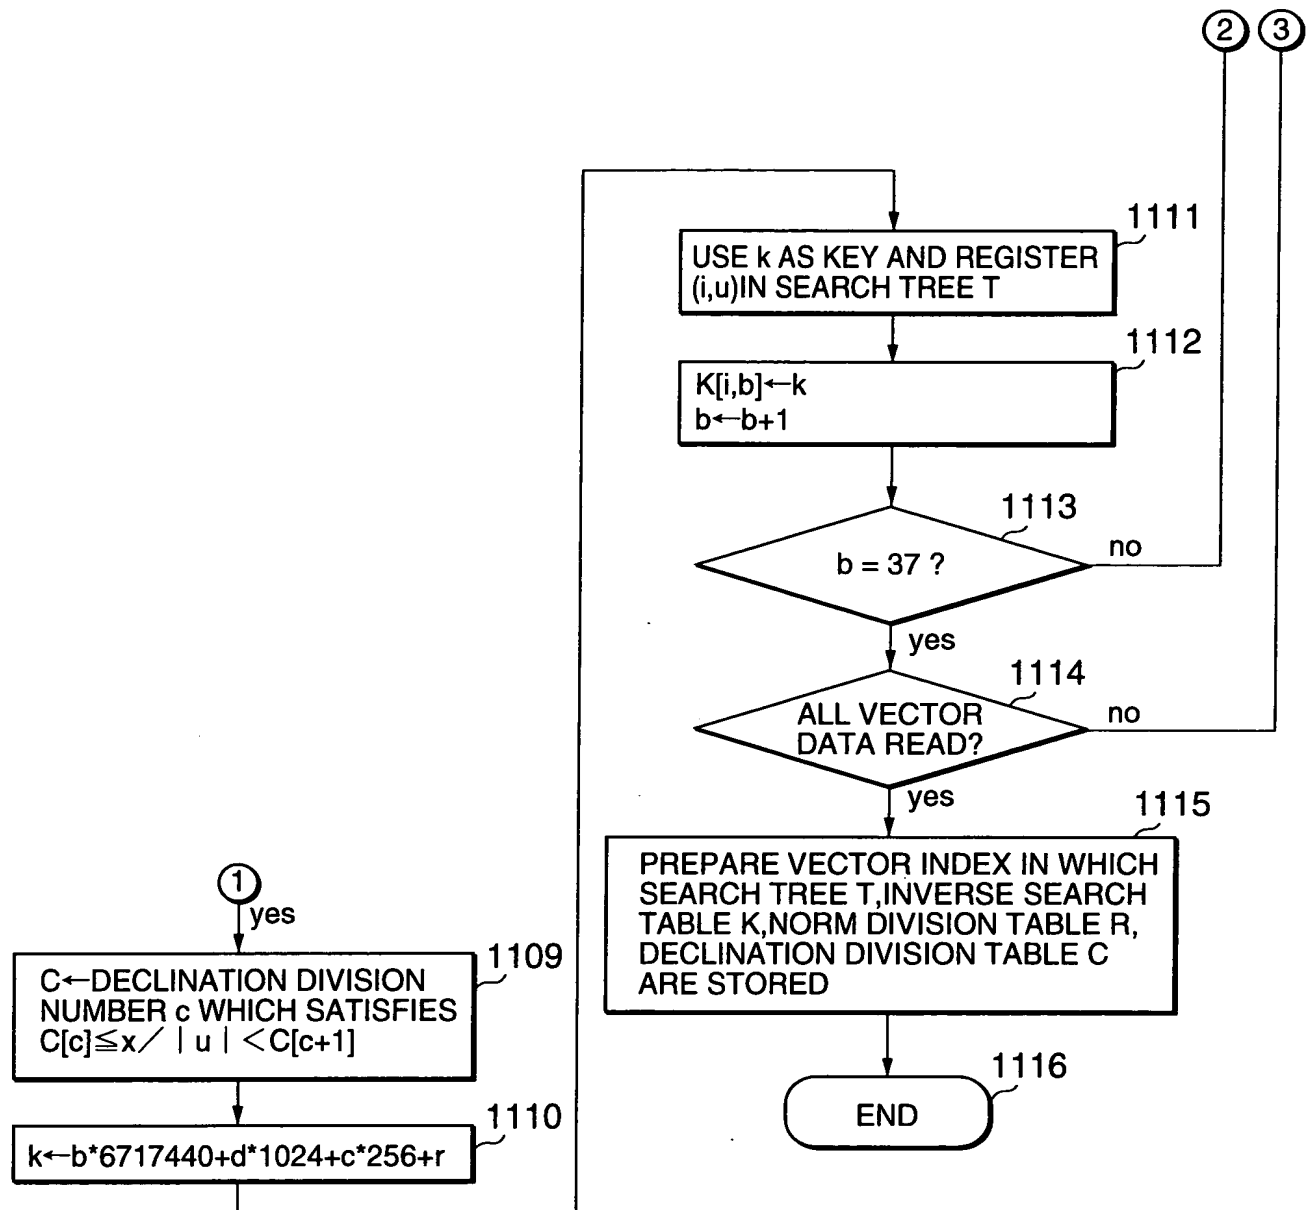 2 3
1111
USE k AS KEY AND REGISTER
(i,u)IN SEARCH TREE T
1112
K[i,b]←k
b←b+1
1113
b = 37 ?
no
yes
1114
ALL VECTOR
DATA READ?
no
yes
1115
PREPARE VECTOR INDEX IN WHICH
SEARCH TREE T,INVERSE SEARCH
TABLE K,NORM DIVISION TABLE R,
DECLINATION DIVISION TABLE C
ARE STORED
1116
END
1
yes
1109
C←DECLINATION DIVISION
NUMBER c WHICH SATISFIES
C[c]≦x/|u|<C[c+1]
1110
k←b*6717440+d*1024+c*256+r